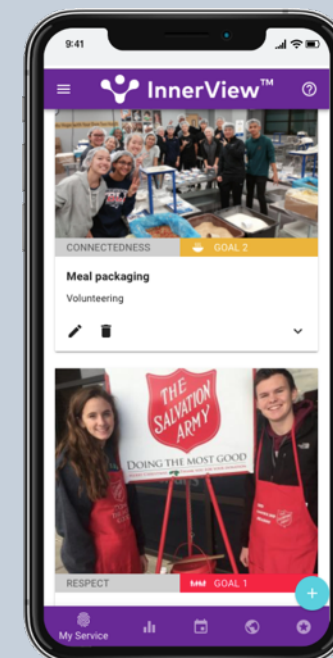 9:41
InnerView™
CONNECTEDNESS GOAL 2
Meal packaging
Volunteering
THE
SALVATION
ARMY
DOING THE MOST GOOD
RESPECT GOAL 1
My Service